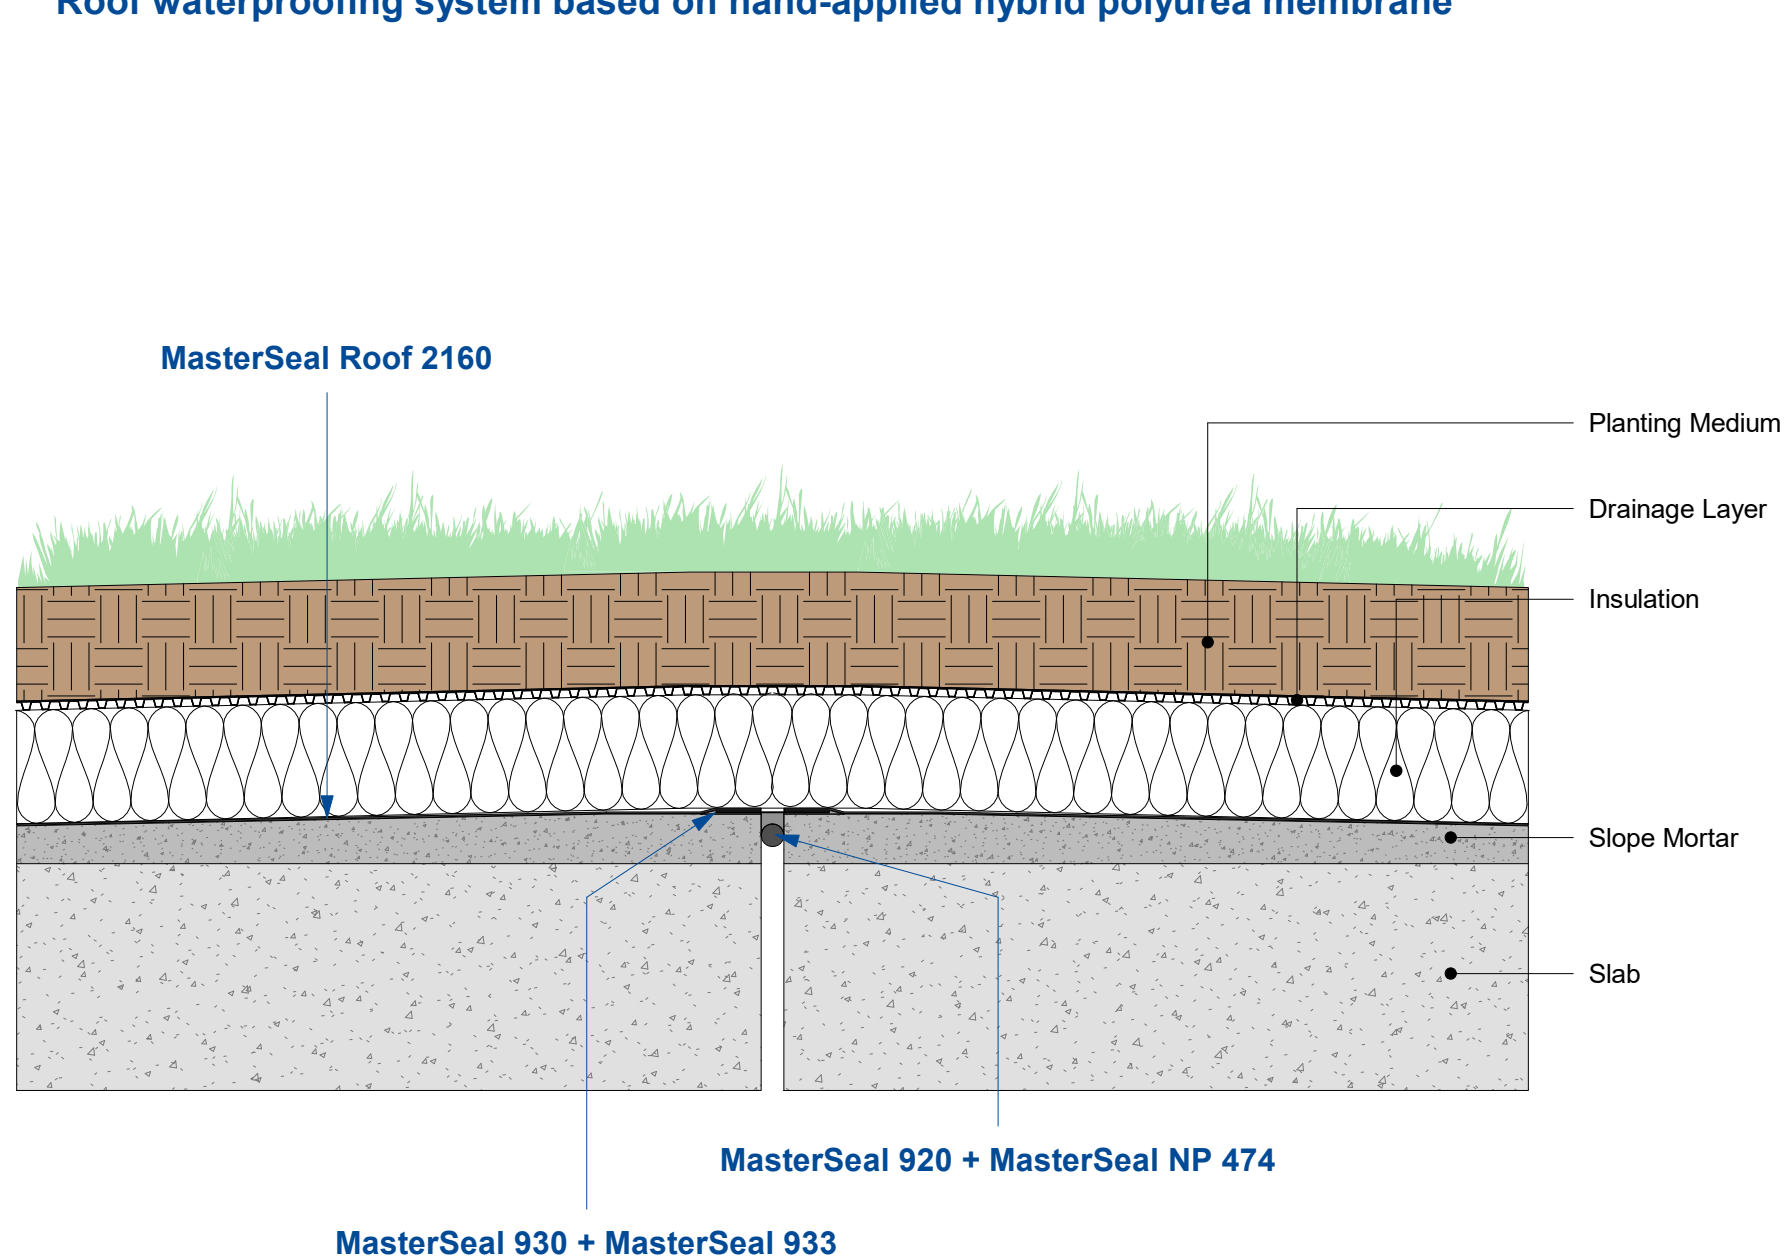 Roof waterproofing system based on hand-applied hybrid polyurea membrane
MasterSeal Roof 2160
Planting Medium
Drainage Layer
Insulation
Slope Mortar
Slab
MasterSeal 920 + MasterSeal NP 474
MasterSeal 930 + MasterSeal 933